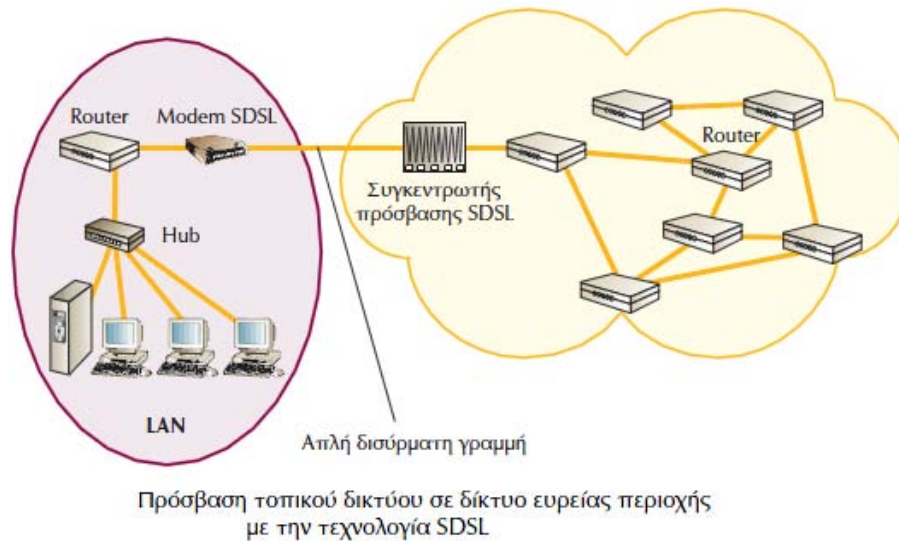 Router
Modem SDSL
Router
Συγκεντρωτής
πρόσβασης SDSL
Hub
LAN
Απλή δισύρματη γραμμή
Πρόσβαση τοπικού δικτύου σε δίκτυο ευρείας περιοχής
με την τεχνολογία SDSL